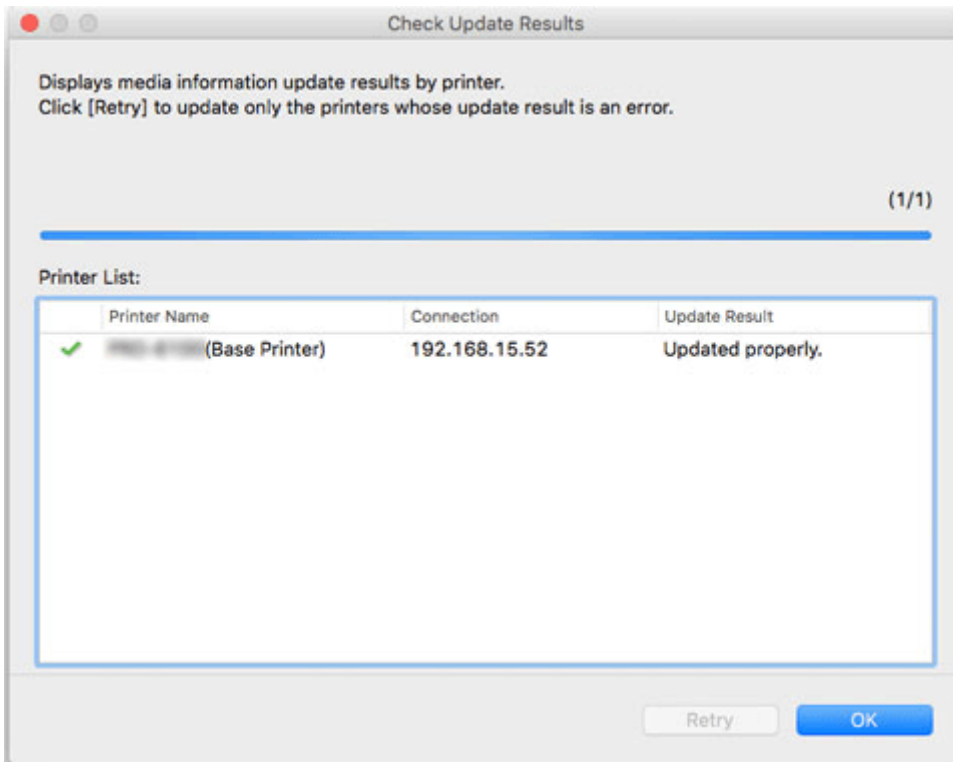 Check Update Results
Displays media information update results by printer.
Click [Retry] to update only the printers whose update result is an error.
(1/1)
Printer List:
Printer Name Connection Update Result
(Base Printer) 192.168.15.52 Updated properly.
Retry OK